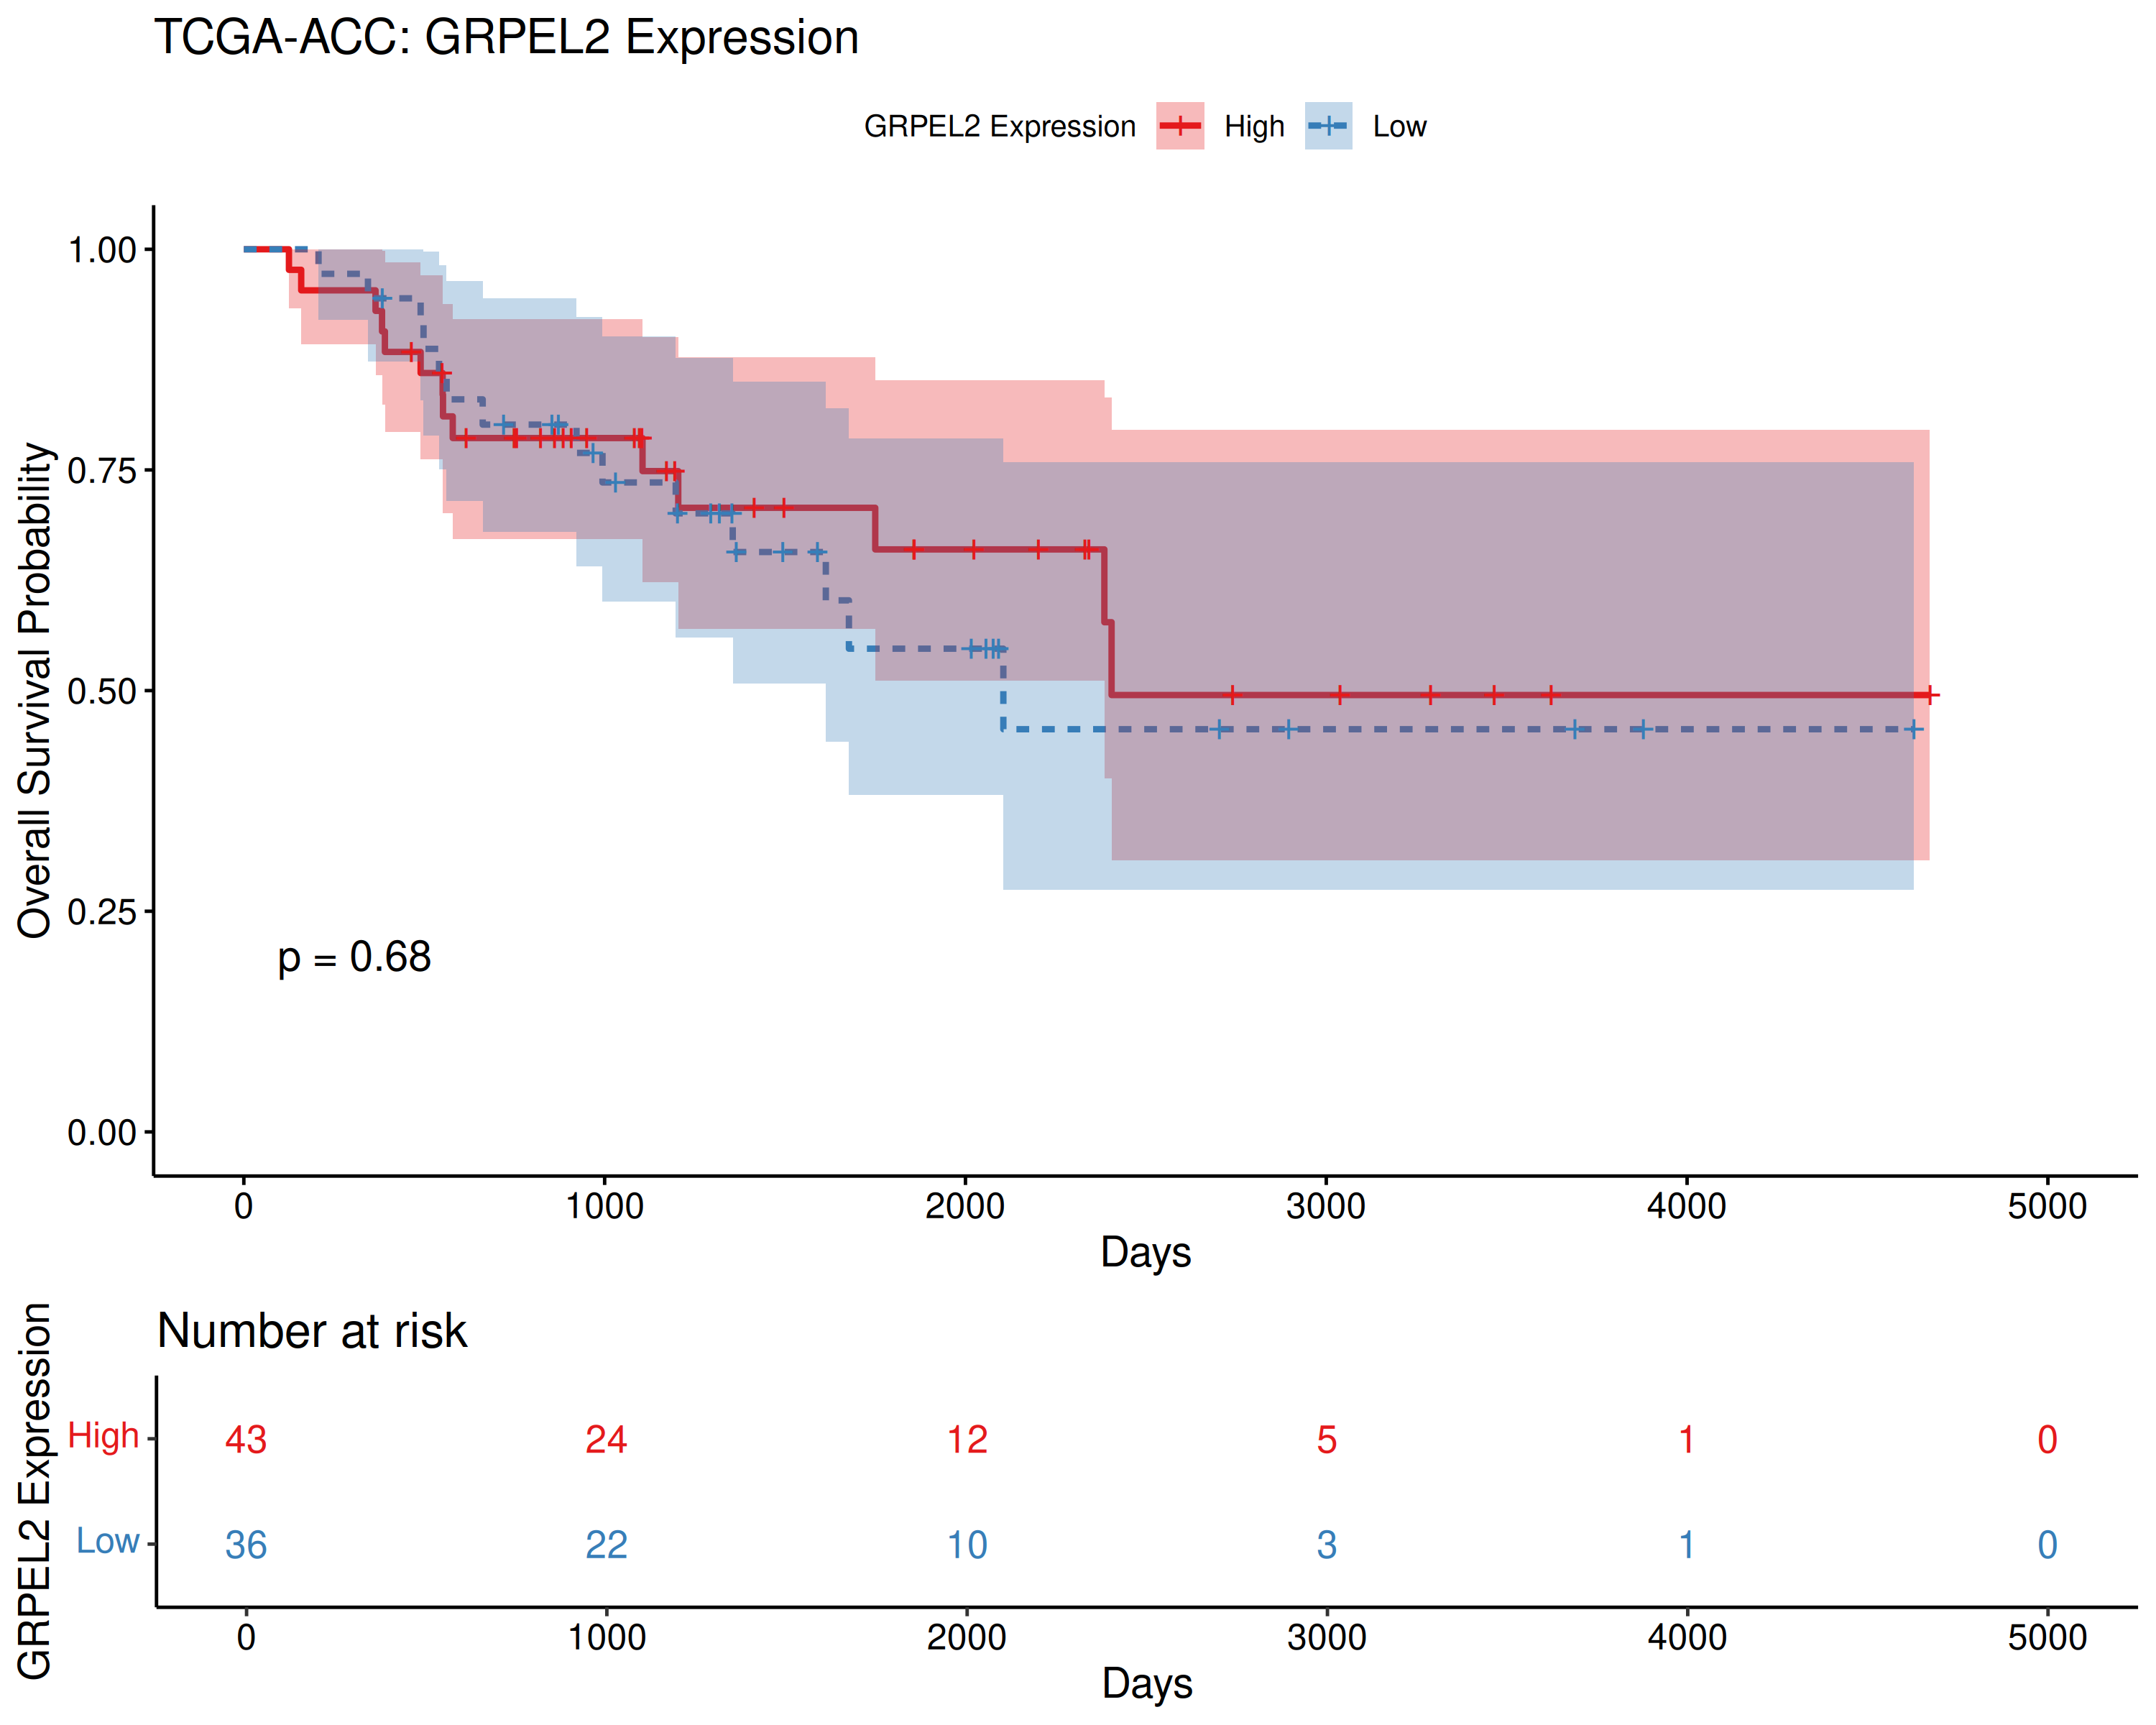 TCGA-ACC: GRPEL2 Expression
GRPEL2 Expression High Low
Overall Survival Probability
1.00
0.75
0.50
0.25
0.00
p = 0.68
0 1000 2000 3000 4000 5000
Days
Number at risk
GRPEL2 Expression
High 43 24 12 5 1 0
Low 36 22 10 3 1 0
0 1000 2000 3000 4000 5000
Days